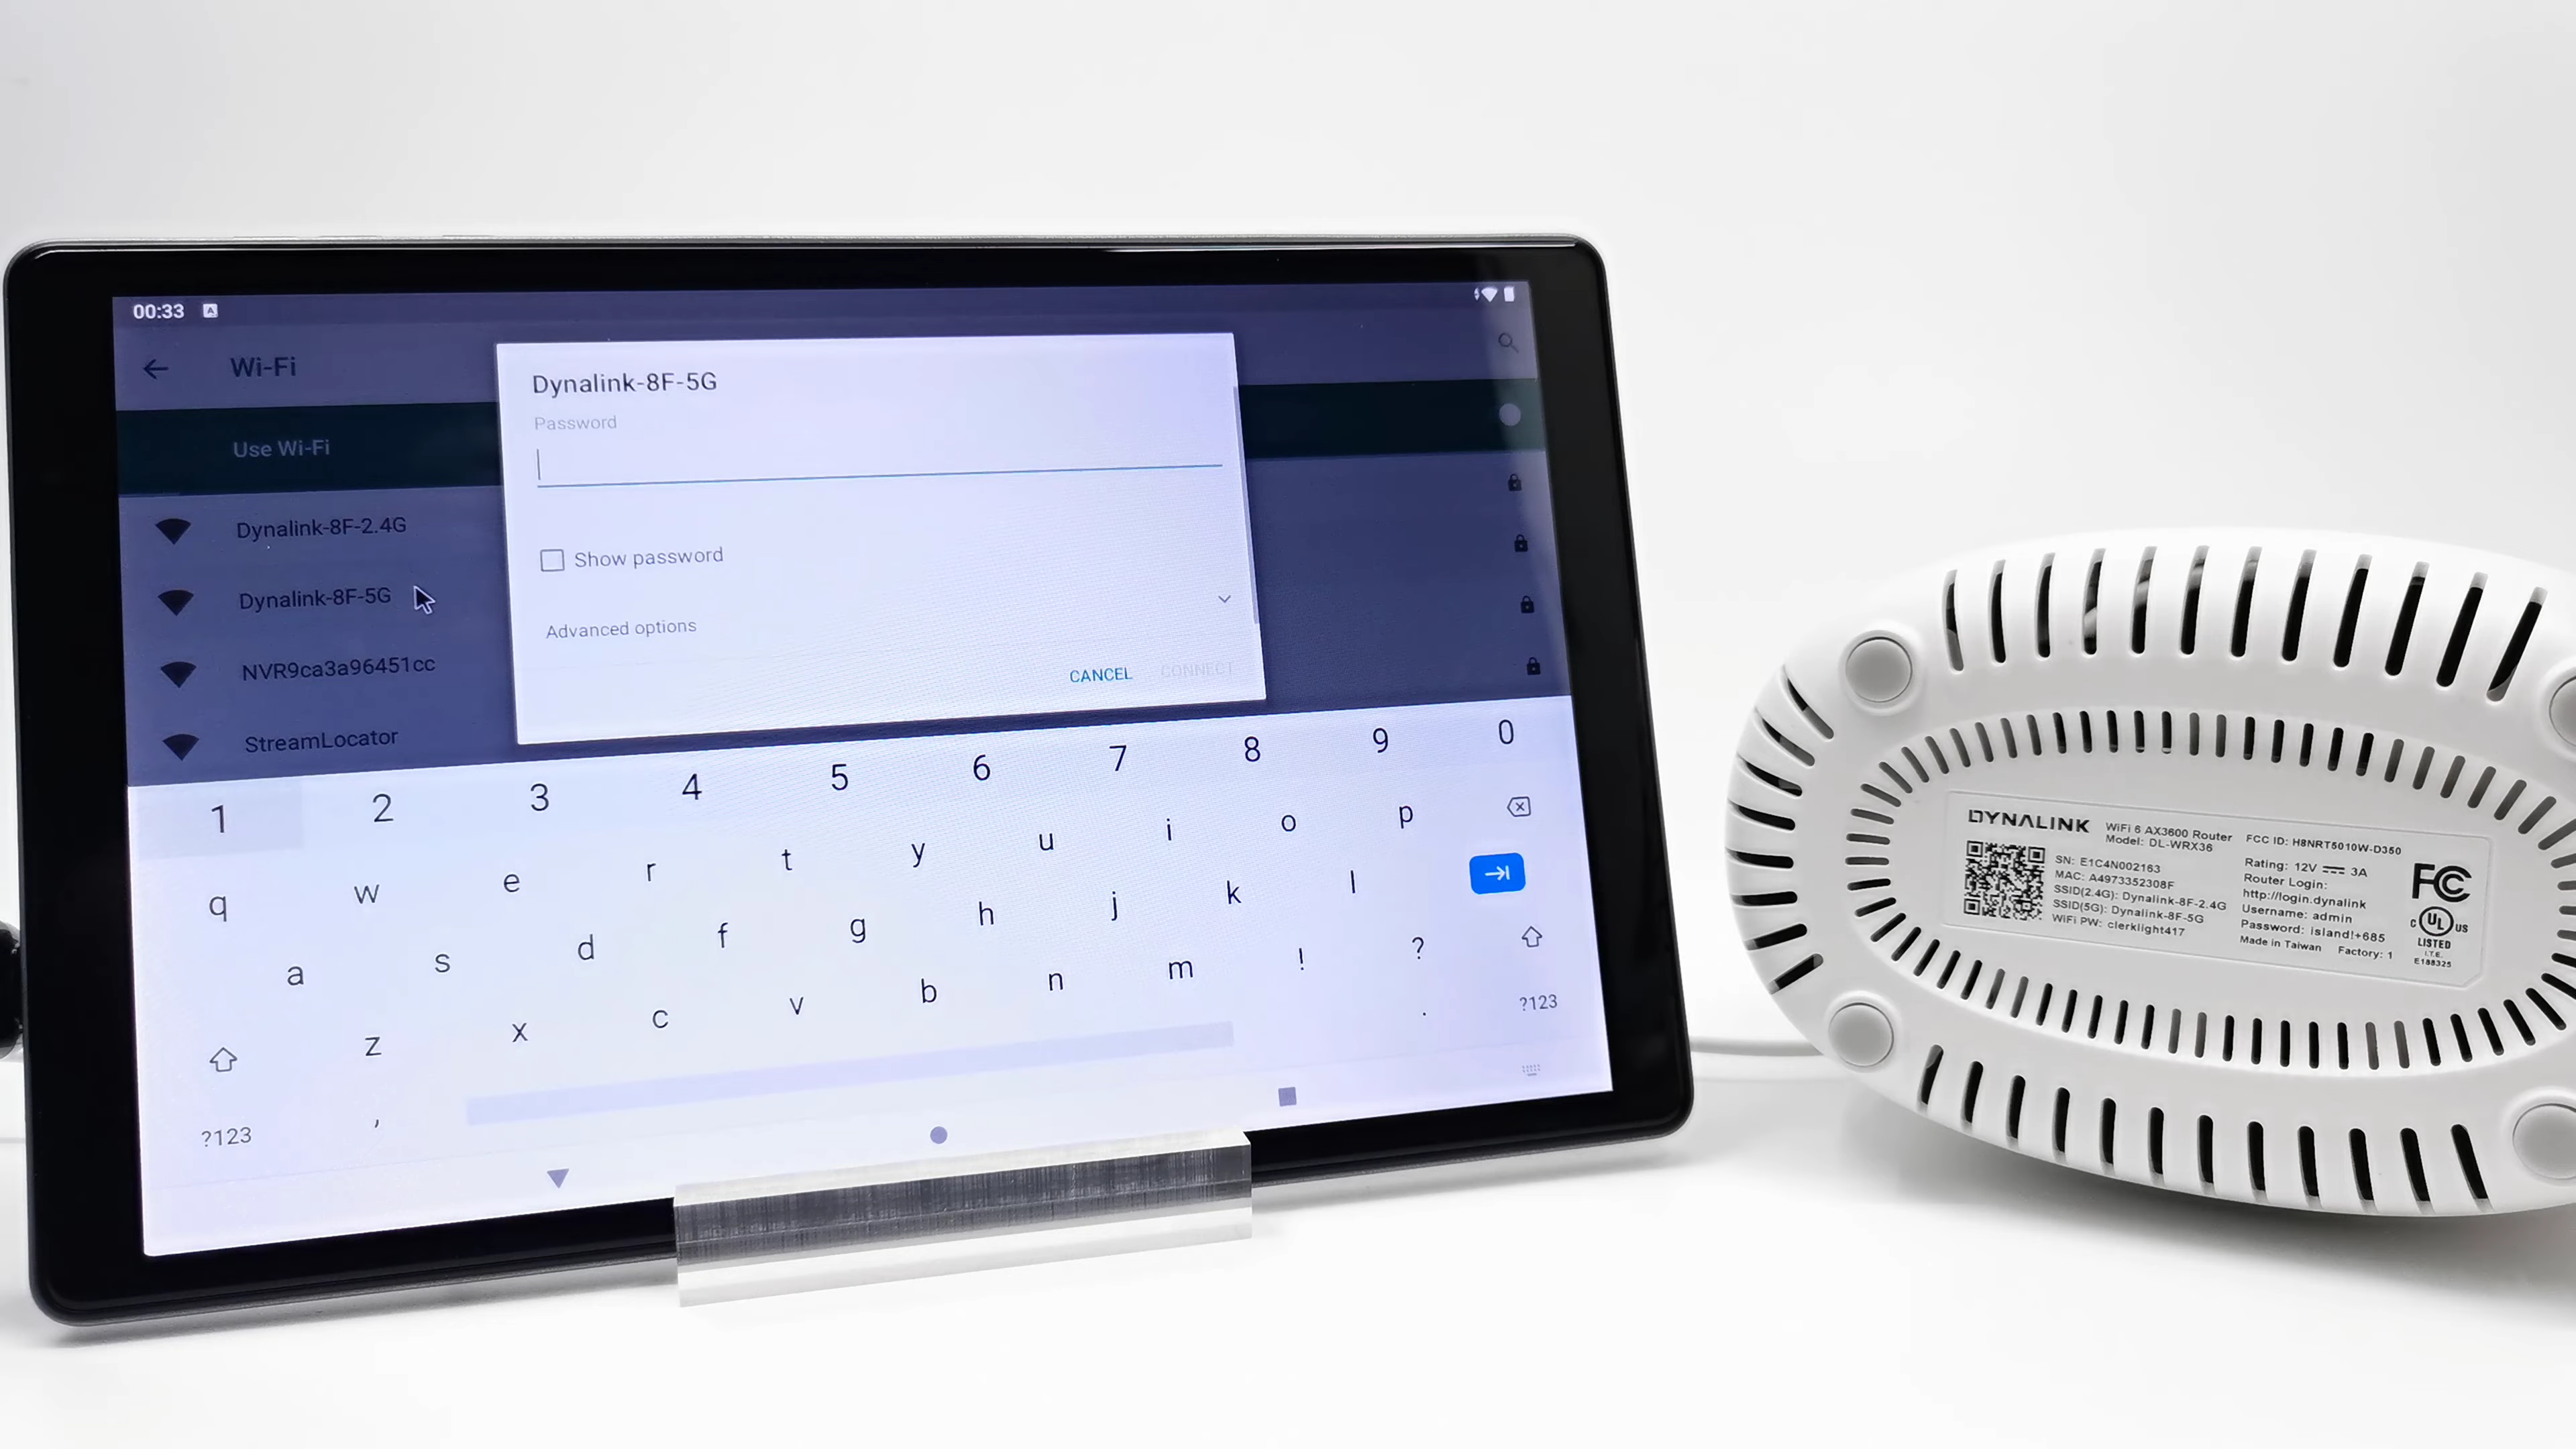 00:33
Wi-Fi
Use Wi-Fi
Dynalink-8F-2.4G
Dynalink-8F-5G
NVR9ca3a96451cc
StreamLocator
Dynalink-8F-5G
Password
Show password
Advanced options
CANCEL CONNECT
1 2 3 4 5 6 7 8 9 0
q w e r t y u i o p
a s d f g h j k l
z x c v b n m ! ?
?123 , . ?123
DYNALINK
WiFi 6 AX3600 Router
Model: DL-WRX36
SN: E1C4N002163
MAC: A4973352308F
SSID(2.4G): Dynalink-8F-2.4G
SSID(5G): Dynalink-8F-5G
WiFi PW: clerklight417
FCC ID: H8NRT5010W-D350
Rating: 12V 3A
Router Login:
http://login.dynalink
Username: admin
Password: island!+685
Made in Taiwan Factory: 1
FC
C UL US
LISTED
I.T.E.
E188325